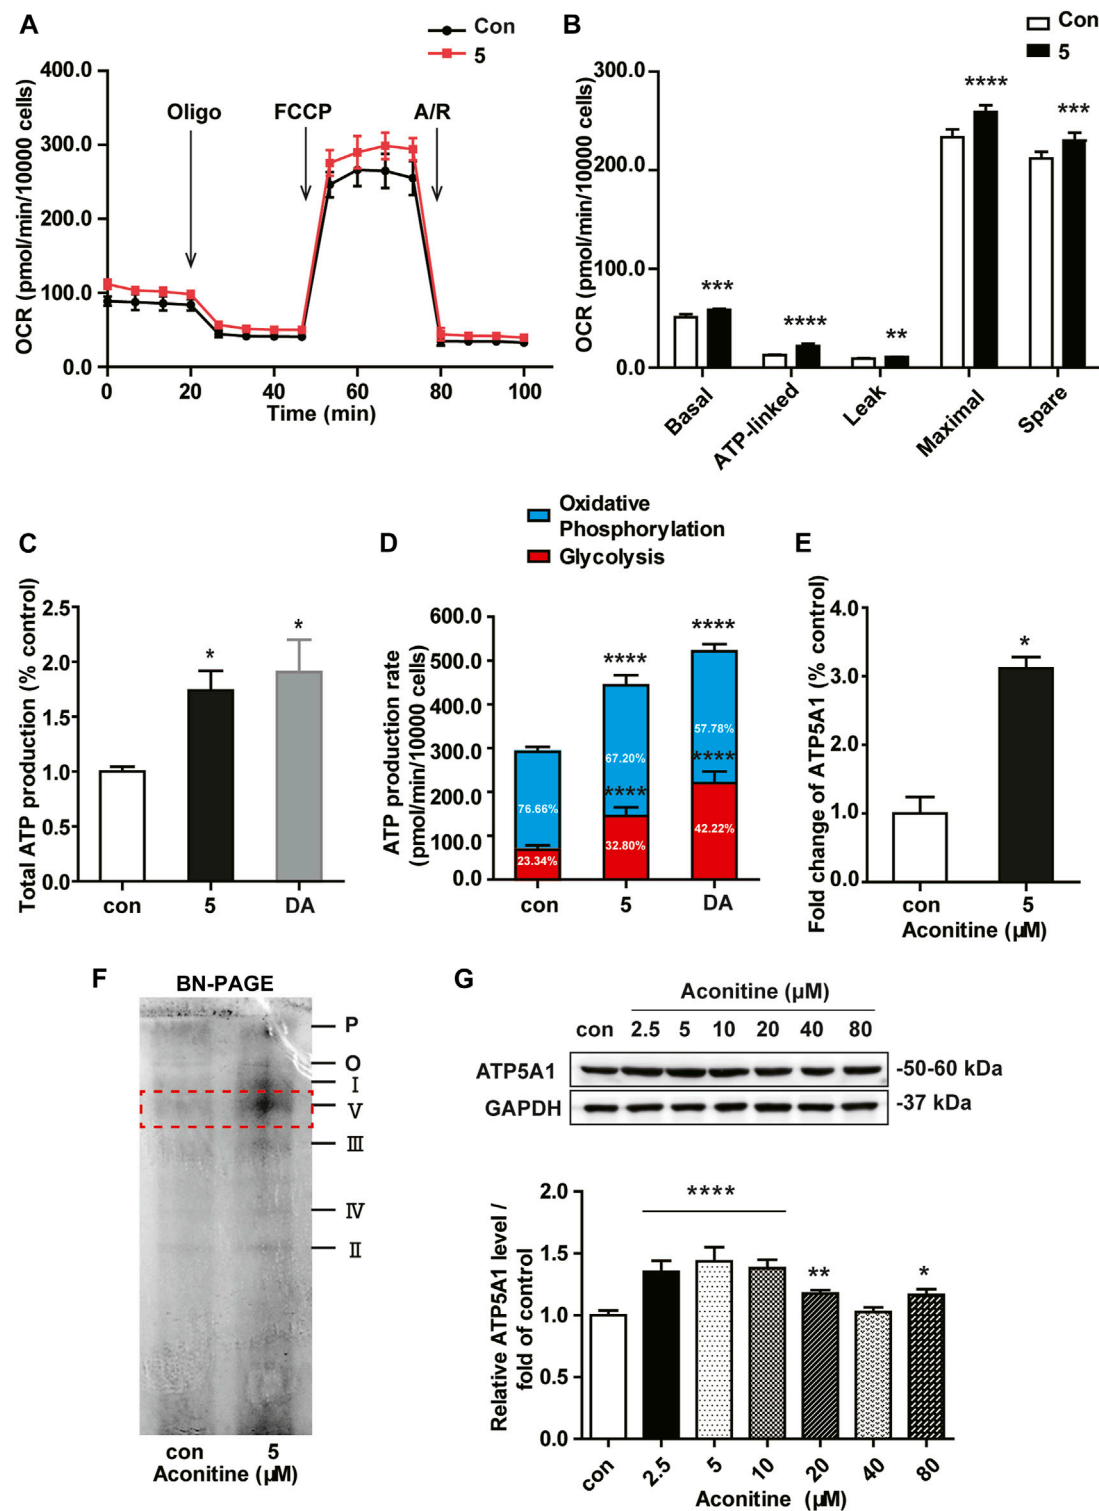 A
Con
5
OCR (pmol/min/10000 cells)
400.0
300.0
200.0
100.0
0.0
Oligo
FCCP
A/R
0
20
40
60
80
100
Time (min)
B
Con
5
OCR (pmol/min/10000 cells)
300.0
200.0
100.0
0.0
***
****
**
****
***
Basal
ATP-linked
Leak
Maximal
Spare
C
Total ATP production (% control)
2.5
2.0
1.5
1.0
0.5
0.0
*
*
con
5
DA
D
Oxidative
Phosphorylation
Glycolysis
ATP production rate
(pmol/min/10000 cells)
600.0
500.0
400.0
300.0
200.0
100.0
0.0
****
****
76.66%
67.20%
57.78%
****
****
23.34%
32.80%
42.22%
con
5
DA
E
Fold change of ATP5A1 (% control)
4.0
3.0
2.0
1.0
0.0
*
con
5
Aconitine (μM)
F
BN-PAGE
P
O
I
V
III
IV
II
con
5
Aconitine (μM)
G
Aconitine (μM)
con 2.5 5 10 20 40 80
ATP5A1
-50-60 kDa
GAPDH
-37 kDa
Relative ATP5A1 level /
fold of control
2.0
1.5
1.0
0.5
0.0
****
**
*
con
2.5
5
10
20
40
80
Aconitine (μM)